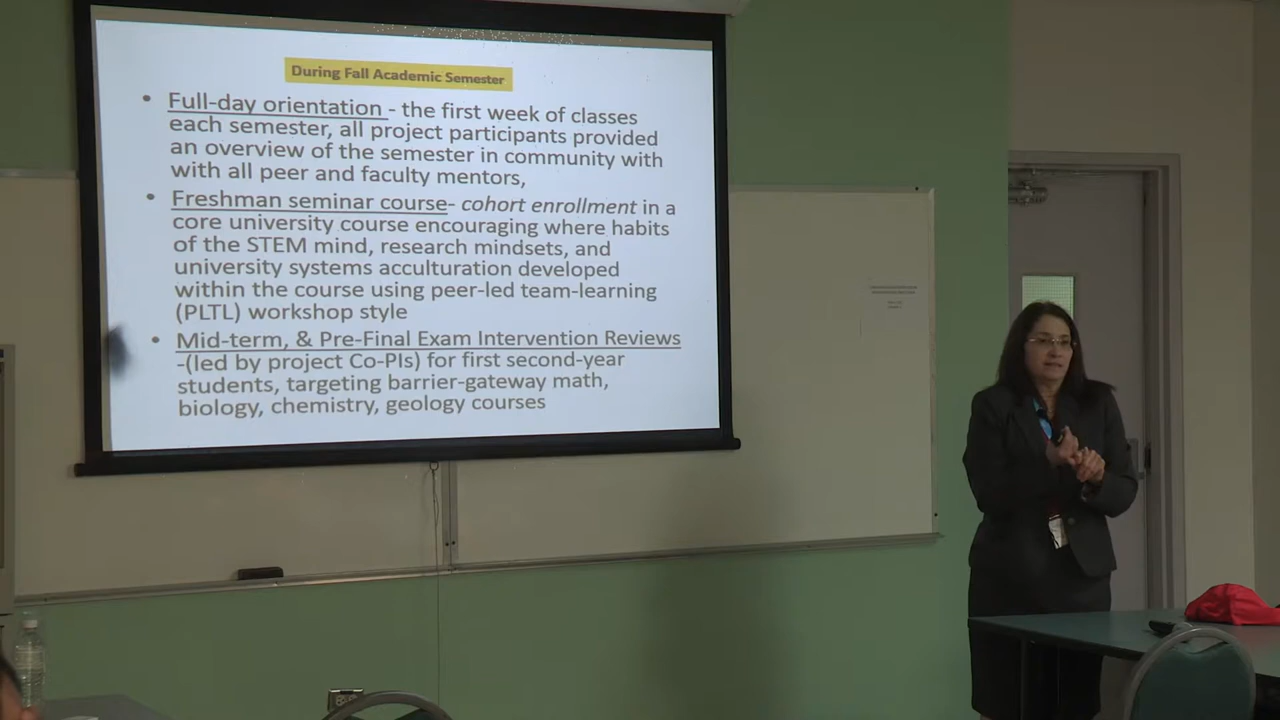 During Fall Academic Semester
• Full-day orientation - the first week of classes
each semester, all project participants provided
an overview of the semester in community with
with all peer and faculty mentors,
• Freshman seminar course- cohort enrollment in a
core university course encouraging where habits
of the STEM mind, research mindsets, and
university systems acculturation developed
within the course using peer-led team-learning
(PLTL) workshop style
• Mid-term, & Pre-Final Exam Intervention Reviews
-(led by project Co-PIs) for first second-year
students, targeting barrier-gateway math,
biology, chemistry, geology courses